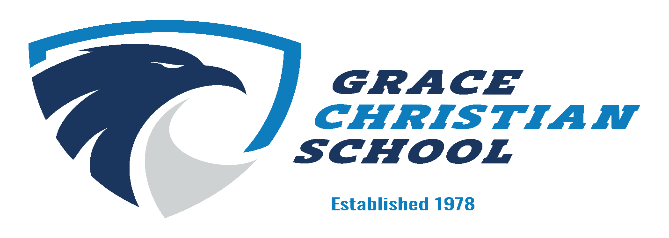 GRACE
CHRISTIAN
SCHOOL
Established 1978